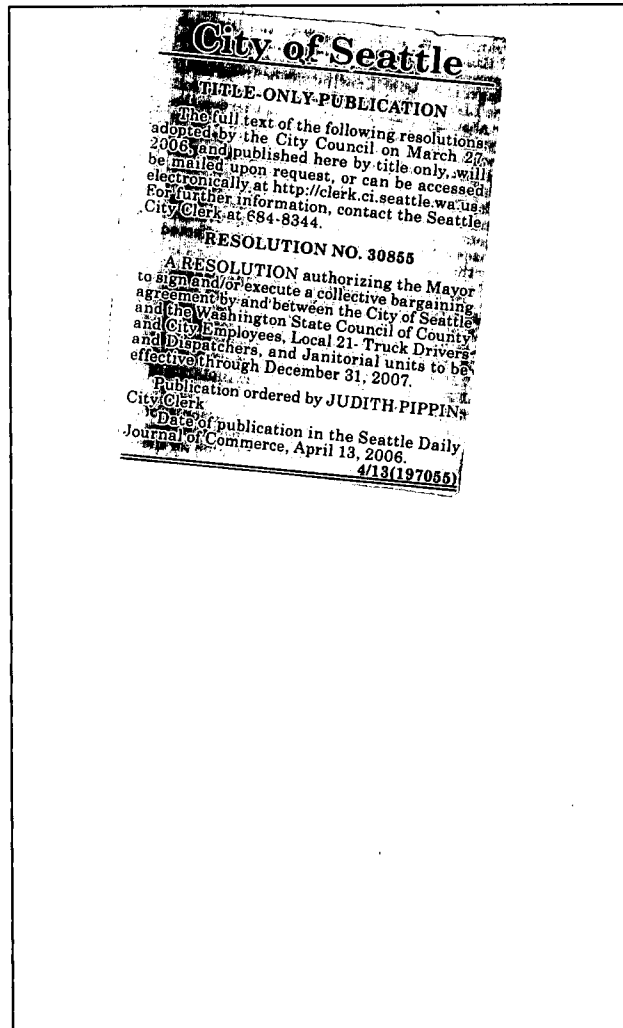 City of Seattle
TITLE-ONLY PUBLICATION
The full text of the following resolutions,
adopted by the City Council on March 27,
2006, and published here by title only, will
be mailed upon request, or can be accessed
electronically at http://clerk.ci.seattle.wa.us.
For further information, contact the Seattle
City Clerk at 684-8344.
RESOLUTION NO. 30855
A RESOLUTION authorizing the Mayor
to sign and/or execute a collective bargaining
agreement by and between the City of Seattle
and the Washington State Council of County
and City Employees, Local 21- Truck Drivers
and Dispatchers, and Janitorial units to be
effective through December 31, 2007.
Publication ordered by JUDITH PIPPIN,
City Clerk
Date of publication in the Seattle Daily
Journal of Commerce, April 13, 2006.
4/13(197055)